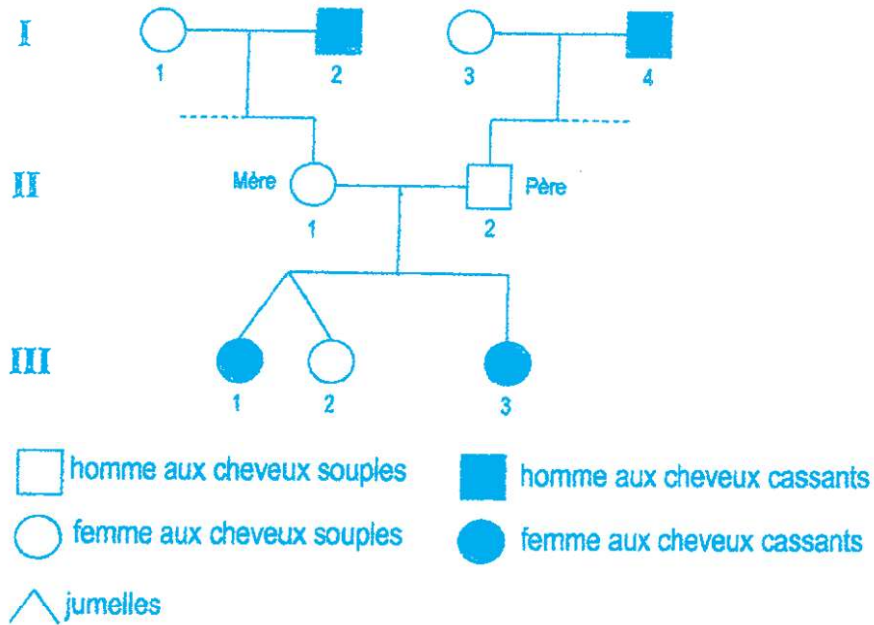 I
1
2
3
4
II
Mère
Père
1
2
III
1
2
3
homme aux cheveux souples
homme aux cheveux cassants
femme aux cheveux souples
femme aux cheveux cassants
jumelles